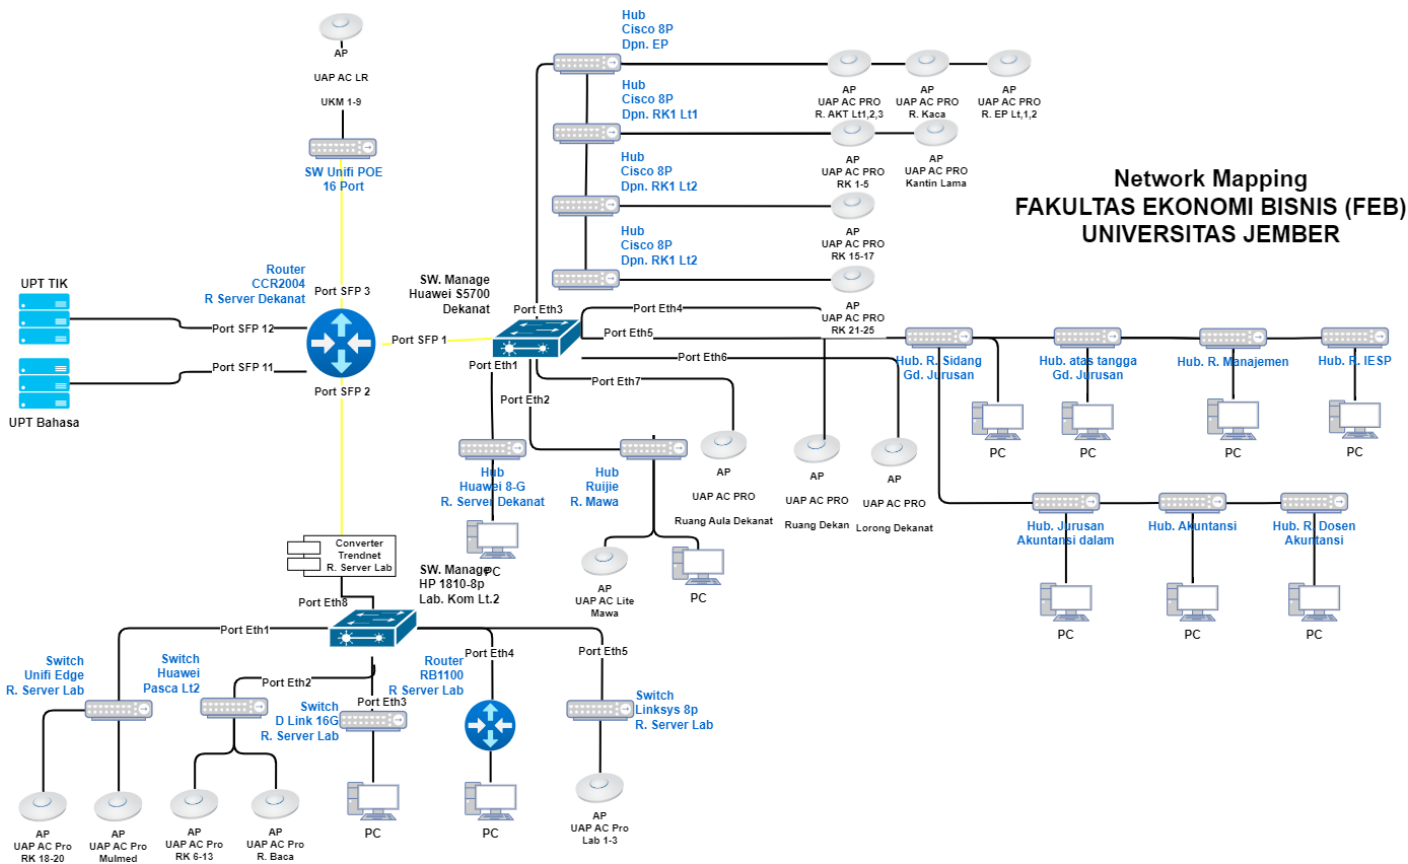 Network Mapping
FAKULTAS EKONOMI BISNIS (FEB)
UNIVERSITAS JEMBER
AP
UAP AC LR
UKM 1-9
SW Unifi POE
16 Port
UPT TIK
UPT Bahasa
Router
CCR2004
R Server Dekanat
Port SFP 3
Port SFP 12
Port SFP 11
Port SFP 1
Port SFP 2
SW. Manage
Huawei S5700
Dekanat
Port Eth3
Port Eth4
Port Eth5
Port Eth6
Port Eth1
Port Eth7
Port Eth2
Hub
Cisco 8P
Dpn. EP
AP
UAP AC PRO
R. AKT Lt1,2,3
AP
UAP AC PRO
R. Kaca
AP
UAP AC PRO
R. EP Lt,1,2
Hub
Cisco 8P
Dpn. RK1 Lt1
AP
UAP AC PRO
RK 1-5
AP
UAP AC PRO
Kantin Lama
Hub
Cisco 8P
Dpn. RK1 Lt2
AP
UAP AC PRO
RK 15-17
Hub
Cisco 8P
Dpn. RK1 Lt2
AP
UAP AC PRO
RK 21-25
Hub. R. Sidang
Gd. Jurusan
Hub. atas tangga
Gd. Jurusan
Hub. R. Manajemen
Hub. R. IESP
PC
PC
PC
PC
Hub. Jurusan
Akuntansi dalam
Hub. Akuntansi
Hub. R. Dosen
Akuntansi
PC
PC
PC
Hub
Huawei 8-G
R. Server Dekanat
PC
Hub
Ruijie
R. Mawa
AP
UAP AC Lite
Mawa
PC
AP
UAP AC PRO
Ruang Aula Dekanat
AP
UAP AC PRO
Ruang Dekan
AP
UAP AC PRO
Lorong Dekanat
Converter
Trendnet
R. Server Lab
SW. Manage
HP 1810-8p
Lab. Kom Lt.2
Port Eth8
Port Eth1
Port Eth2
Port Eth3
Port Eth4
Port Eth5
Switch
Unifi Edge
R. Server Lab
Switch
Huawei
Pasca Lt2
Switch
D Link 16G
R. Server Lab
Router
RB1100
R Server Lab
Switch
Linksys 8p
R. Server Lab
AP
UAP AC Pro
RK 18-20
AP
UAP AC Pro
Mulmed
AP
UAP AC Pro
RK 6-13
AP
UAP AC Pro
R. Baca
PC
PC
AP
UAP AC Pro
Lab 1-3